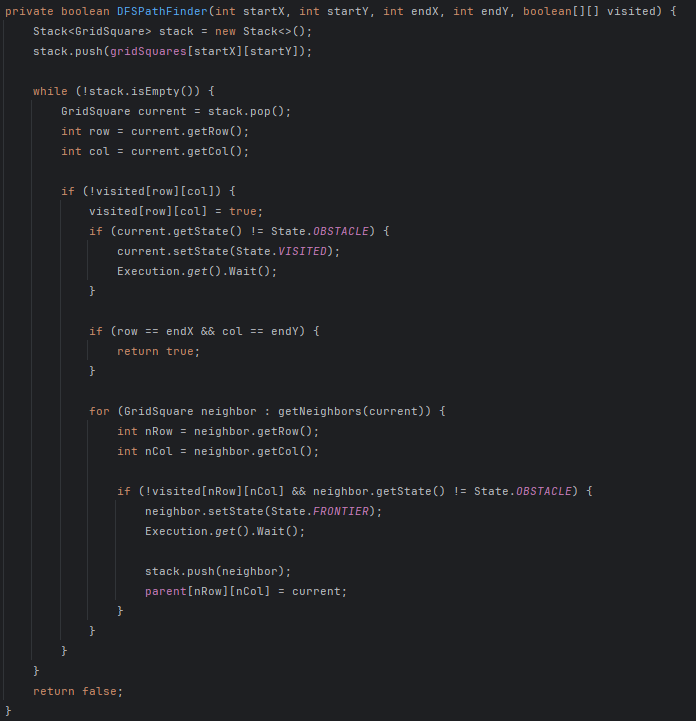 private boolean DFSPathFinder(int startX, int startY, int endX, int endY, boolean[][] visited) {
    Stack<GridSquare> stack = new Stack<>();
    stack.push(gridSquares[startX][startY]);

    while (!stack.isEmpty()) {
        GridSquare current = stack.pop();
        int row = current.getRow();
        int col = current.getCol();

        if (!visited[row][col]) {
            visited[row][col] = true;
            if (current.getState() != State.OBSTACLE) {
                current.setState(State.VISITED);
                Execution.get().Wait();
            }

            if (row == endX && col == endY) {
                return true;
            }

            for (GridSquare neighbor : getNeighbors(current)) {
                int nRow = neighbor.getRow();
                int nCol = neighbor.getCol();

                if (!visited[nRow][nCol] && neighbor.getState() != State.OBSTACLE) {
                    neighbor.setState(State.FRONTIER);
                    Execution.get().Wait();

                    stack.push(neighbor);
                    parent[nRow][nCol] = current;
                }
            }
        }
    }
    return false;
}